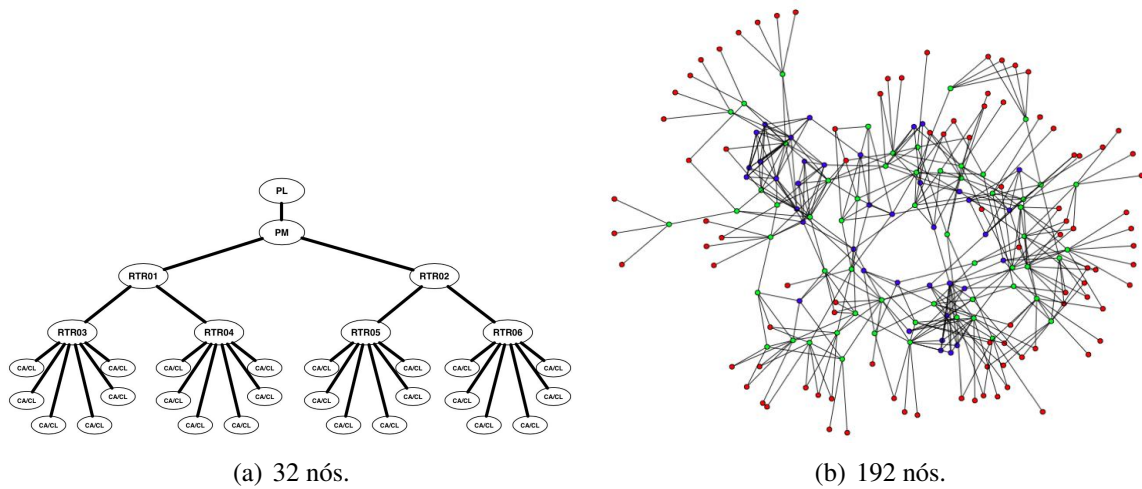 PL
PM
RTR01 RTR02
RTR03 RTR04 RTR05 RTR06
CA/CL CA/CL CA/CL CA/CL CA/CL CA/CL CA/CL CA/CL
CA/CL CA/CL CA/CL CA/CL CA/CL CA/CL CA/CL CA/CL
CA/CL CA/CL CA/CL CA/CL CA/CL CA/CL CA/CL CA/CL
(a) 32 nós.
(b) 192 nós.